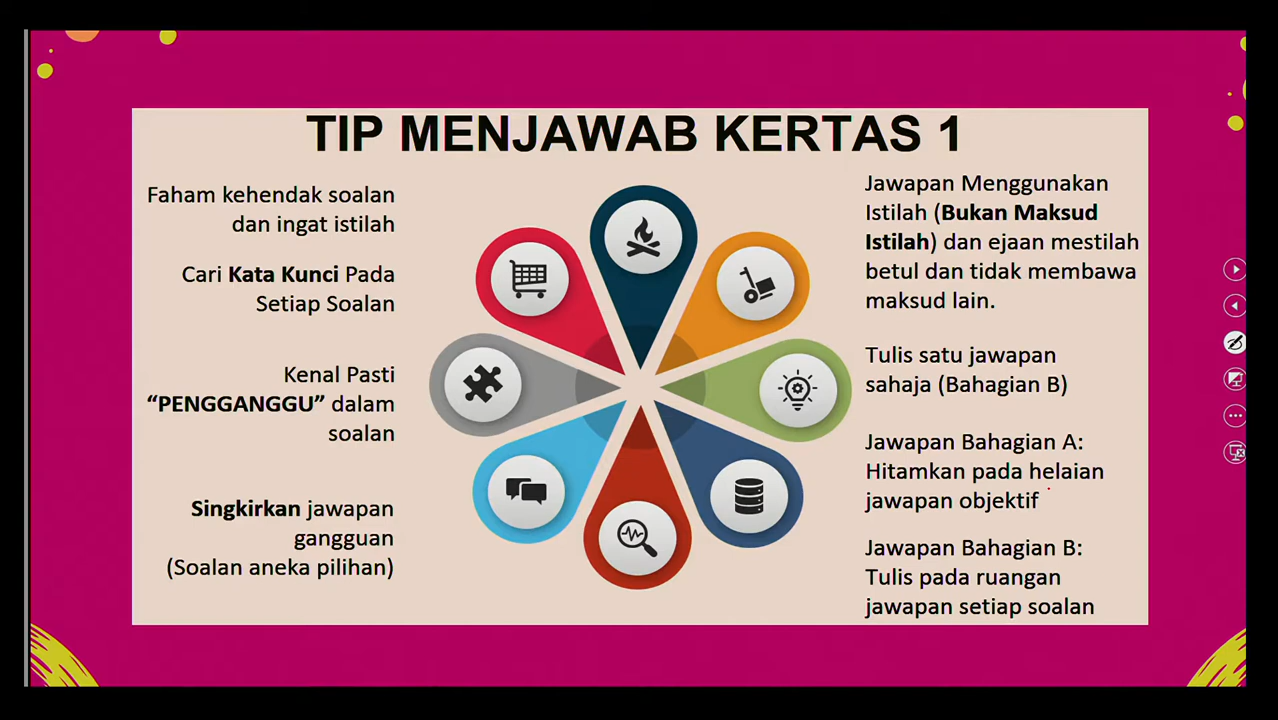 TIP MENJAWAB KERTAS 1
Faham kehendak soalan
dan ingat istilah
Cari Kata Kunci Pada
Setiap Soalan
Kenal Pasti
“PENGGANGGU” dalam
soalan
Singkirkan jawapan
gangguan
(Soalan aneka pilihan)
Jawapan Menggunakan
Istilah (Bukan Maksud
Istilah) dan ejaan mestilah
betul dan tidak membawa
maksud lain.
Tulis satu jawapan
sahaja (Bahagian B)
Jawapan Bahagian A:
Hitamkan pada helaian
jawapan objektif
Jawapan Bahagian B:
Tulis pada ruangan
jawapan setiap soalan